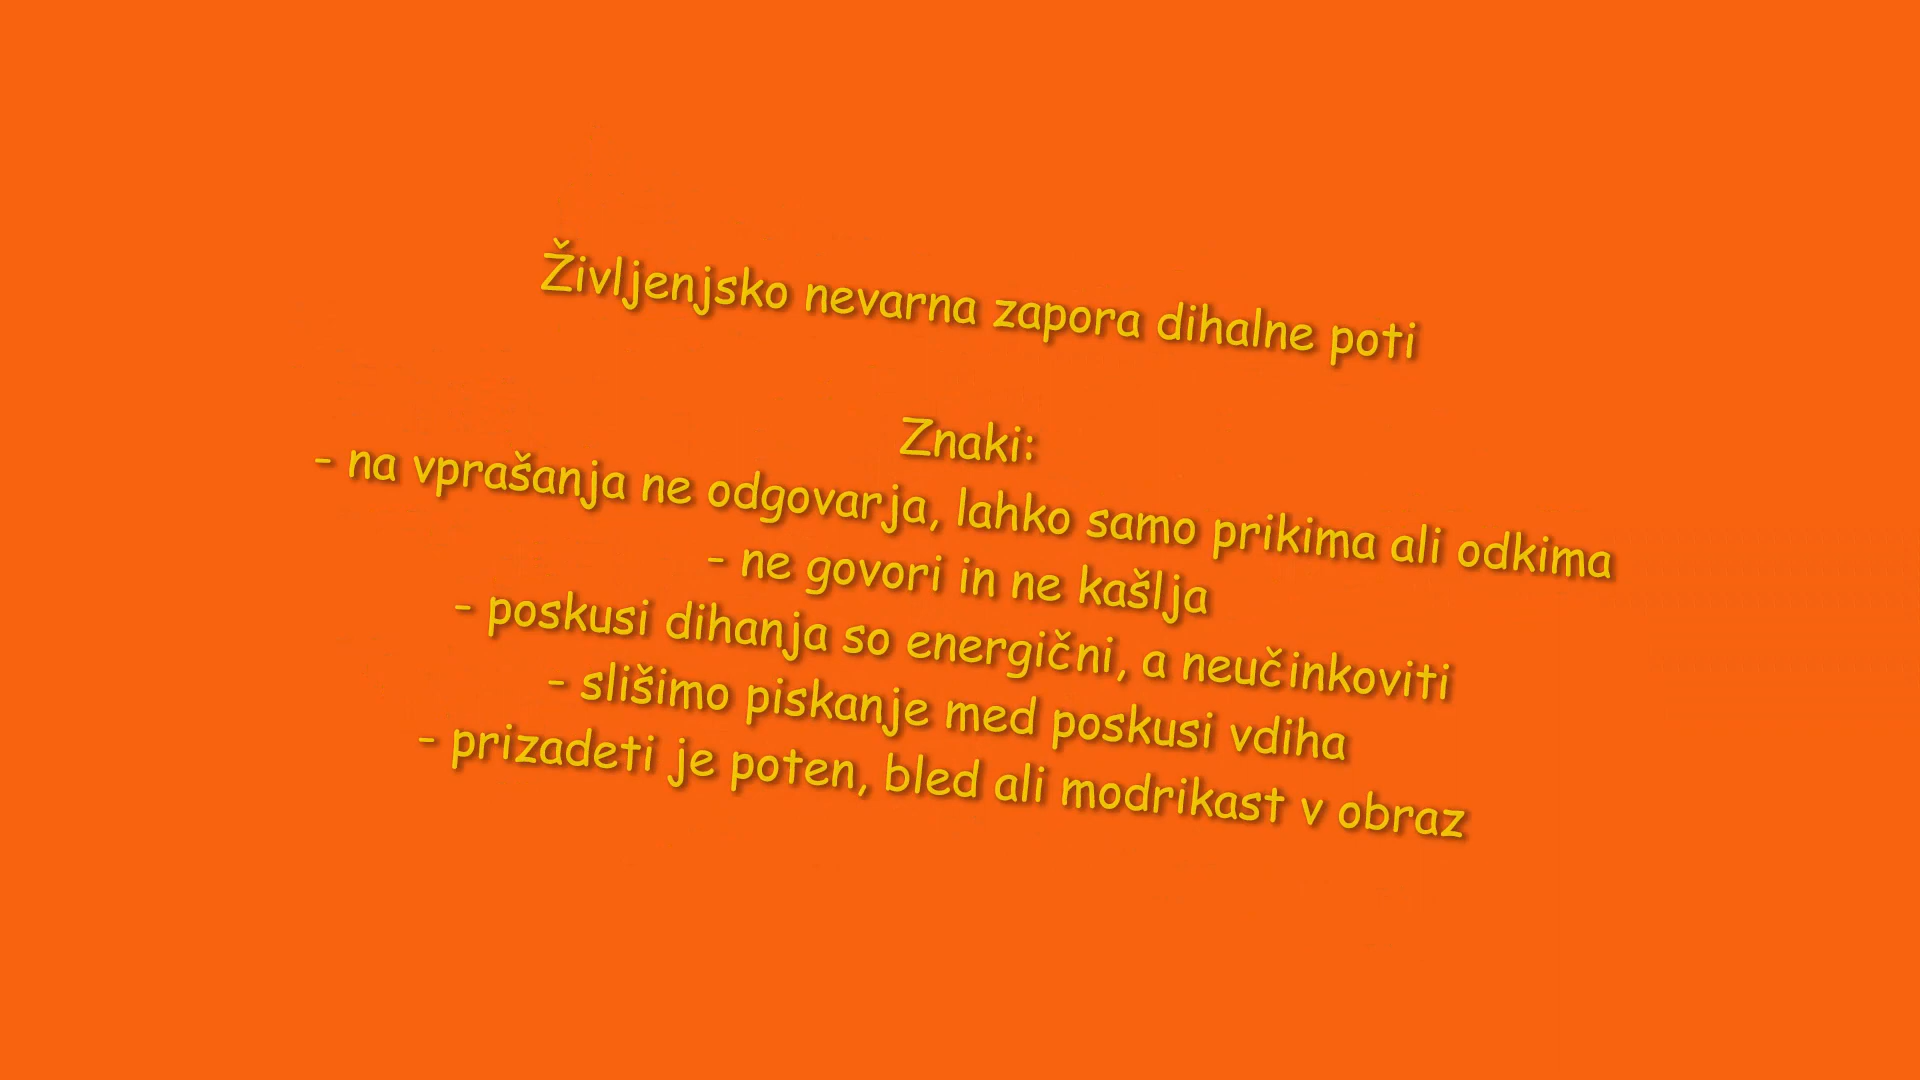 Življenjsko nevarna zapora dihalne poti
Znaki:
- na vprašanja ne odgovarja, lahko samo prikima ali odkima
- ne govori in ne kašlja
- poskusi dihanja so energični, a neučinkoviti
- slišimo piskanje med poskusi vdiha
- prizadeti je poten, bled ali modrikast v obraz